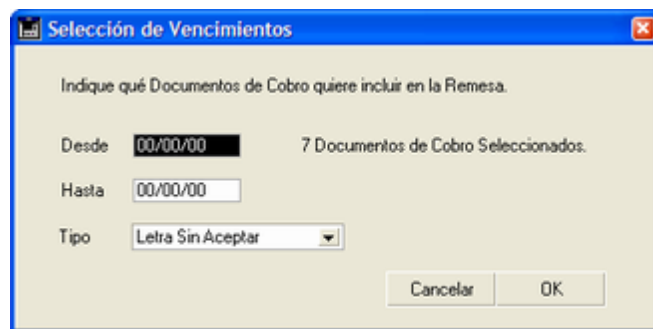 Selección de Vencimientos
Indique qué Documentos de Cobro quiere incluir en la Remesa.
Desde 00/00/00 7 Documentos de Cobro Seleccionados.
Hasta 00/00/00
Tipo Letra Sin Aceptar
Cancelar OK